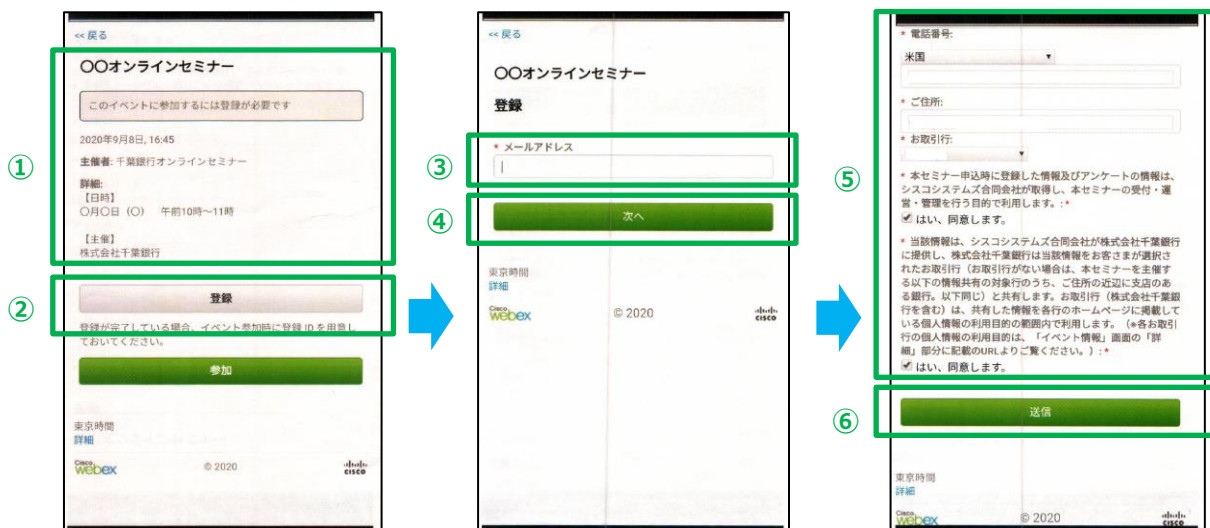 ①
<< 戻る
〇〇オンラインセミナー
このイベントに参加するには登録が必要です
2020年9月8日, 16:45
主催者: 千葉銀行オンラインセミナー
詳細:
【日時】
〇月〇日（〇） 午前10時～11時
【主催】
株式会社千葉銀行
②
登録
登録が完了している場合、イベント参加時に登録 ID を用意し
ておいてください。
参加
東京時間
詳細
Cisco webex © 2020 cisco
<< 戻る
〇〇オンラインセミナー
登録
③
* メールアドレス
④
次へ
東京時間
詳細
Cisco webex © 2020 cisco
⑤
* 電話番号:
米国
* ご住所:
* お取引行:
* 本セミナー申込時に登録した情報及びアンケートの情報は、
シスコシステムズ合同会社が取得し、本セミナーの受付・運
営・管理を行う目的で利用します。: *
はい、同意します。
* 当該情報は、シスコシステムズ合同会社が株式会社千葉銀行
に提供し、株式会社千葉銀行は当該情報をお客さまが選択さ
れたお取引行（お取引行がない場合は、本セミナーを主催す
る以下の情報共有の対象行のうち、ご住所の近辺に支店のあ
る銀行。以下同じ）と共有します。お取引行（株式会社千葉銀
行を含む）は、共有した情報を各行のホームページに掲載して
いる個人情報の利用目的の範囲内で利用します。（※各お取引
行の個人情報の利用目的は、「イベント情報」画面の「詳
細」部分に記載のURLよりご覧ください。）: *
はい、同意します。
⑥
送信
東京時間
詳細
Cisco webex © 2020 cisco